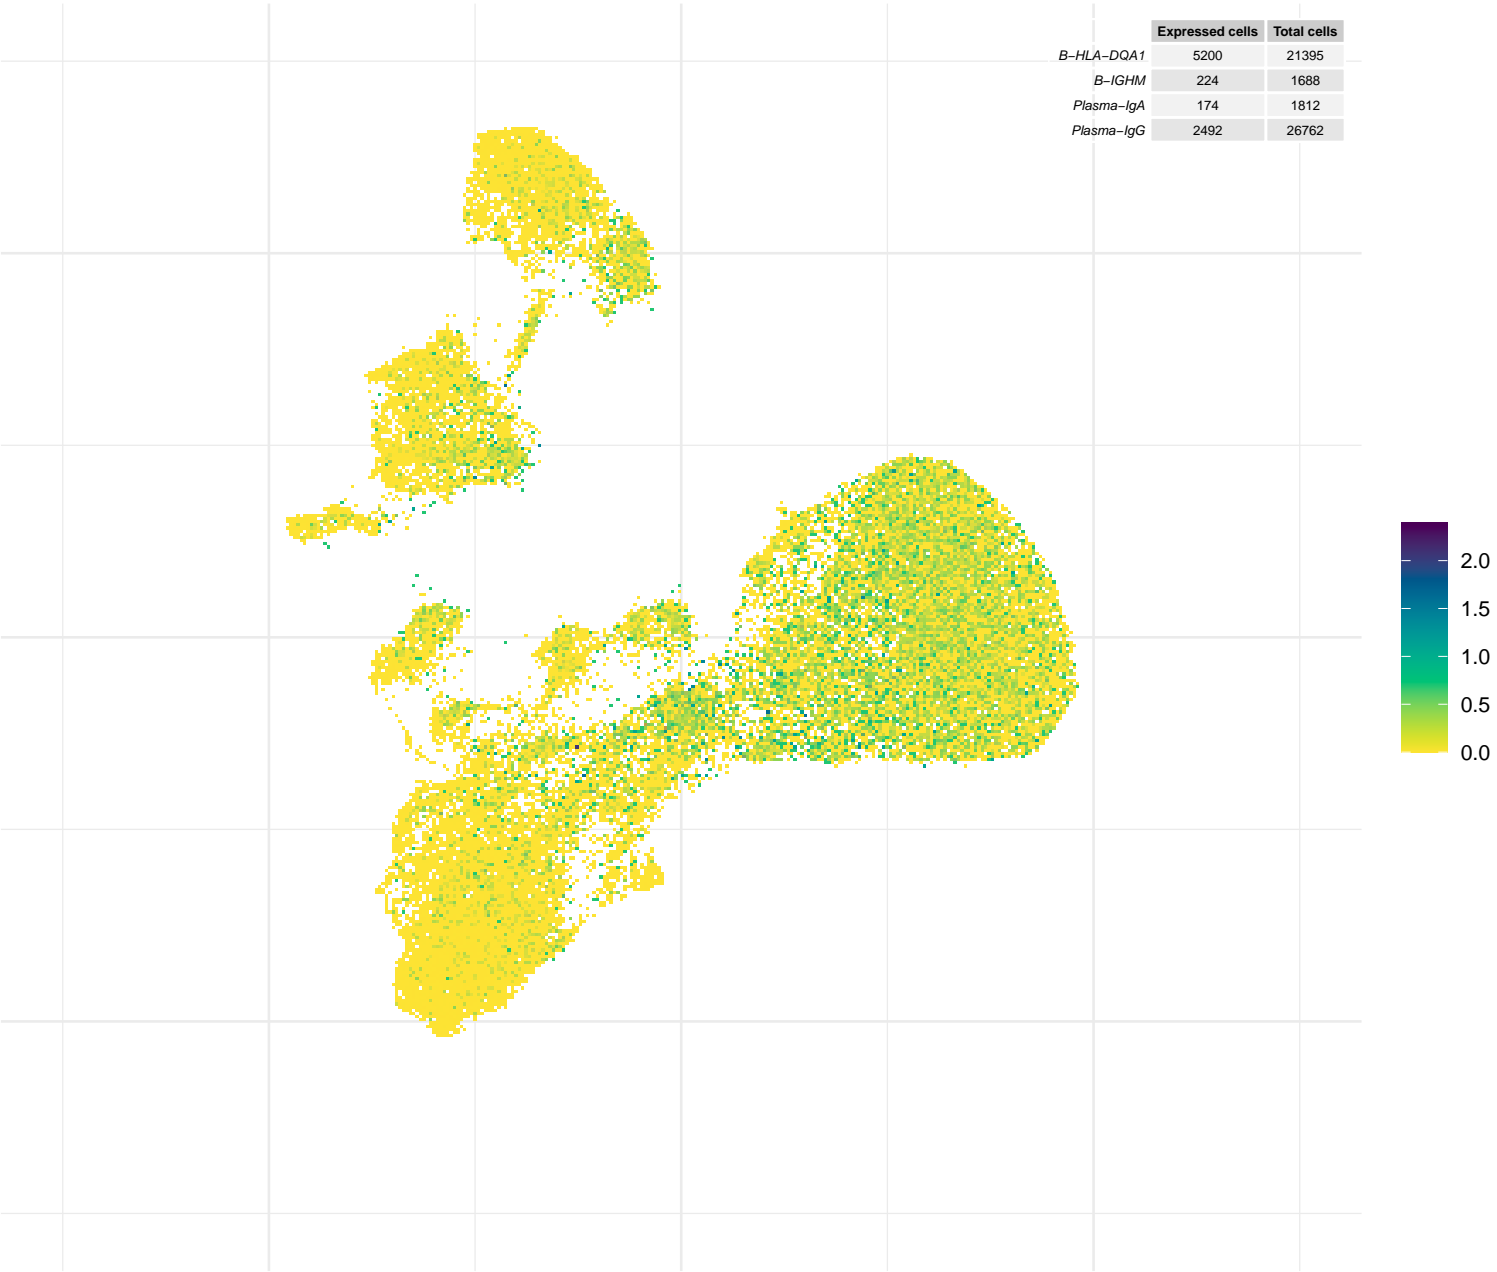 Expressed cells Total cells
B−HLA−DQA1 5200 21395
B−IGHM 224 1688
Plasma−IgA 174 1812
Plasma−IgG 2492 26762
2.0
1.5
1.0
0.5
0.0